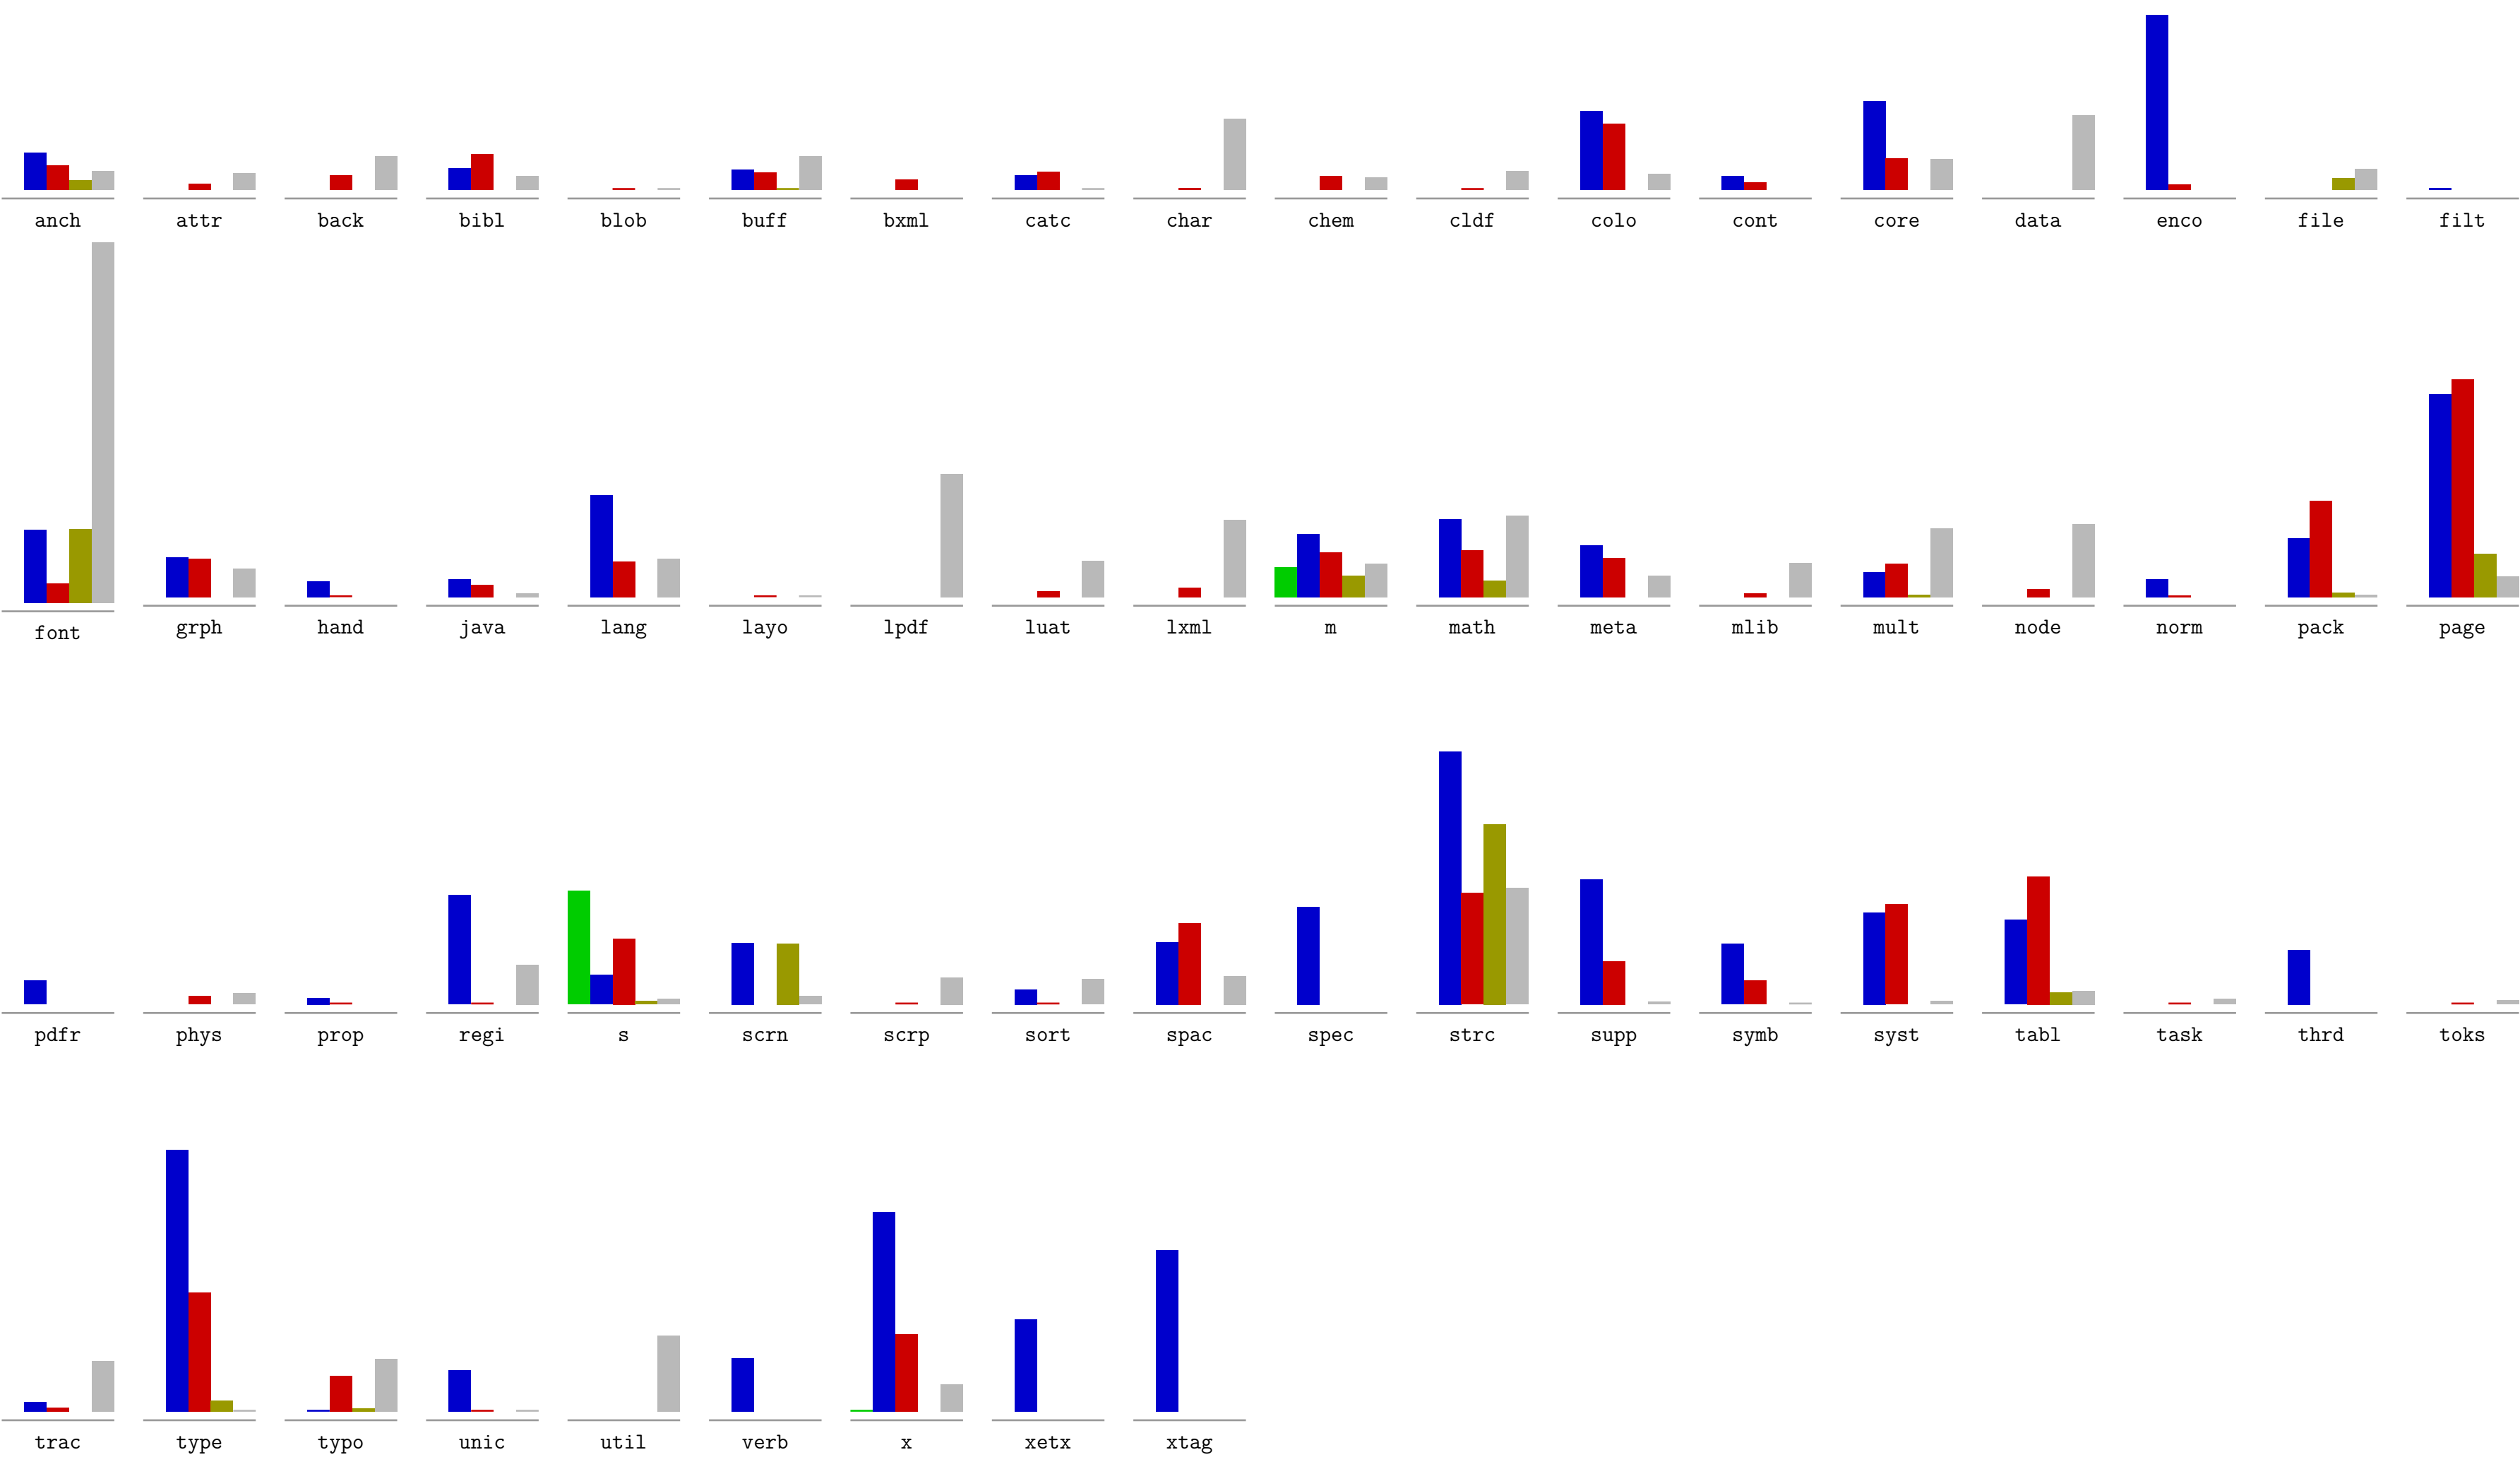 anch attr back bibl blob buff bxml catc char chem cldf colo cont core data enco file filt
font grph hand java lang layo lpdf luat lxml m math meta mlib mult node norm pack page
pdfr phys prop regi s scrn scrp sort spac spec strc supp symb syst tabl task thrd toks
trac type typo unic util verb x xetx xtag